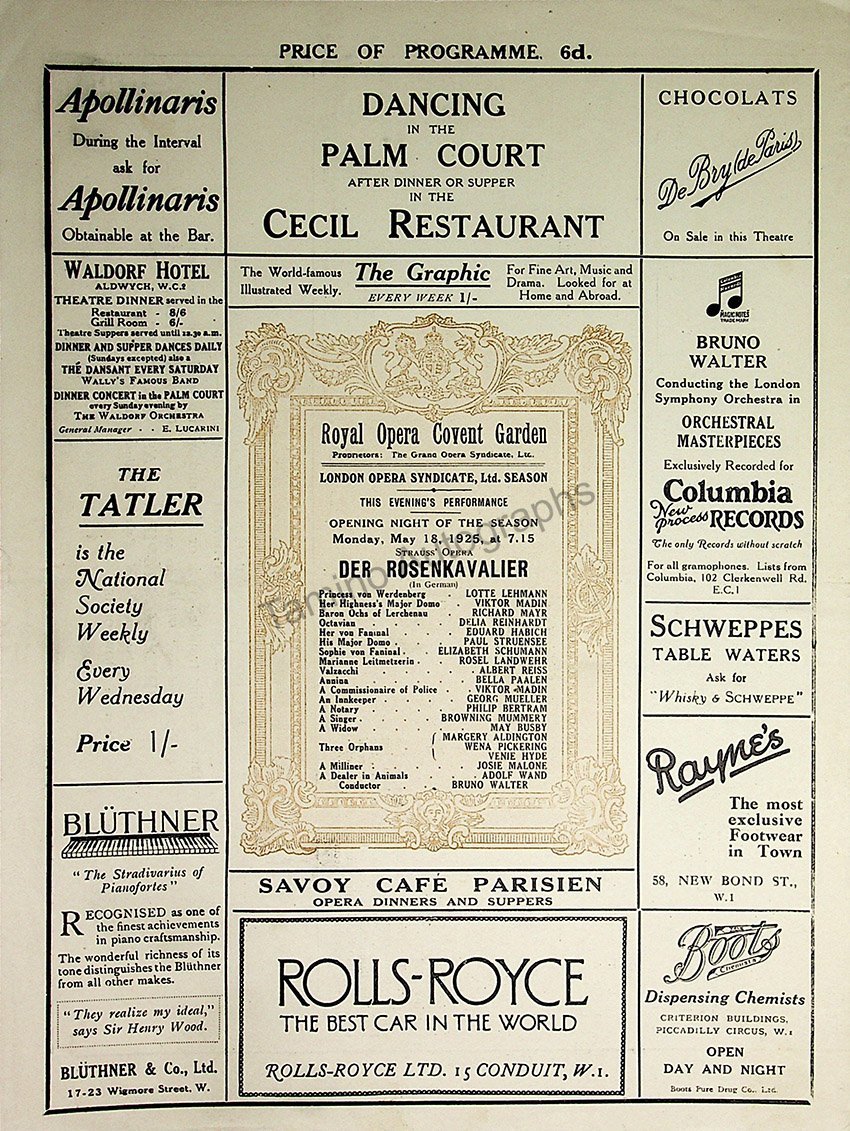 PRICE OF PROGRAMME, 6d.
Apollinaris
During the Interval
ask for
Apollinaris
Obtainable at the Bar.
DANCING
IN THE
PALM COURT
AFTER DINNER OR SUPPER
IN THE
CECIL RESTAURANT
CHOCOLATS
De Bry (de Paris)
On Sale in this Theatre
WALDORF HOTEL
ALDWYCH, W.C.2
THEATRE DINNER served in the
Restaurant - 8/6
Grill Room - 6/-
Theatre Suppers served until 12.30 a.m.
DINNER AND SUPPER DANCES DAILY
(Sundays excepted) also a
THÉ DANSANT EVERY SATURDAY
WALLY'S FAMOUS BAND
DINNER CONCERT in the PALM COURT
every Sunday evening by
THE WALDORF ORCHESTRA
General Manager - - E. LUCARINI
The World-famous
Illustrated Weekly.
The Graphic
EVERY WEEK 1/-
For Fine Art, Music and
Drama. Looked for at
Home and Abroad.
MAGIC NOTES
TRADE MARK
BRUNO
WALTER
Conducting the London
Symphony Orchestra in
ORCHESTRAL
MASTERPIECES
Exclusively Recorded for
Columbia
New
process RECORDS
The only Records without scratch
For all gramophones. Lists from
Columbia, 102 Clerkenwell Rd.
E.C.1
THE
TATLER
is the
National
Society
Weekly
Every
Wednesday
Price 1/-
Royal Opera Covent Garden
Proprietors: The Grand Opera Syndicate, Ltd.
LONDON OPERA SYNDICATE, Ltd. SEASON
THIS EVENING'S PERFORMANCE
OPENING NIGHT OF THE SEASON
Monday, May 18, 1925, at 7.15
STRAUSS' OPERA
DER ROSENKAVALIER
(In German)
Princess von Werdenberg LOTTE LEHMANN
Her Highness's Major Domo . VIKTOR MADIN
Baron Ochs of Lerchenau . RICHARD MAYR
Octavian . . . . DELIA REINHARDT
Her von Faninal . . . EDUARD HABICH
His Major Domo . . . PAUL STRUENSEE
Sophie von Faninal . . ELIZABETH SCHUMANN
Marianne Leitmetzerin . . ROSEL LANDWEHR
Valzacchi . . . . ALBERT REISS
Annina . . . . BELLA PAALEN
A Commissionaire of Police . VIKTOR MADIN
An Innkeeper . . . GEORG MUELLER
A Notary . . . PHILIP BERTRAM
A Singer . . . BROWNING MUMMERY
A Widow . . . . MAY BUSBY
MARGERY ALDINGTON
Three Orphans . . WENA PICKERING
VENIE HYDE
A Milliner . . . JOSIE MALONE
A Dealer in Animals . . ADOLF WAND
Conductor BRUNO WALTER
Tamino Autographs
SCHWEPPES
TABLE WATERS
Ask for
"Whisky & SCHWEPPE"
Rayne's
The most
exclusive
Footwear
in Town
58, NEW BOND ST.,
W.1
BLÜTHNER
"The Stradivarius of
Pianofortes"
RECOGNISED as one of
the finest achievements
in piano craftsmanship.
The wonderful richness of its
tone distinguishes the Blüthner
from all other makes.
"They realize my ideal,"
says Sir Henry Wood.
BLÜTHNER & Co., Ltd.
17-23 Wigmore Street, W.
SAVOY CAFÉ PARISIEN
OPERA DINNERS AND SUPPERS
ROLLS-ROYCE
THE BEST CAR IN THE WORLD
ROLLS-ROYCE LTD. 15 CONDUIT, W.1.
Boots
Chemists
Dispensing Chemists
CRITERION BUILDINGS,
PICCADILLY CIRCUS, W.1
OPEN
DAY AND NIGHT
Boots Pure Drug Co., Ltd.